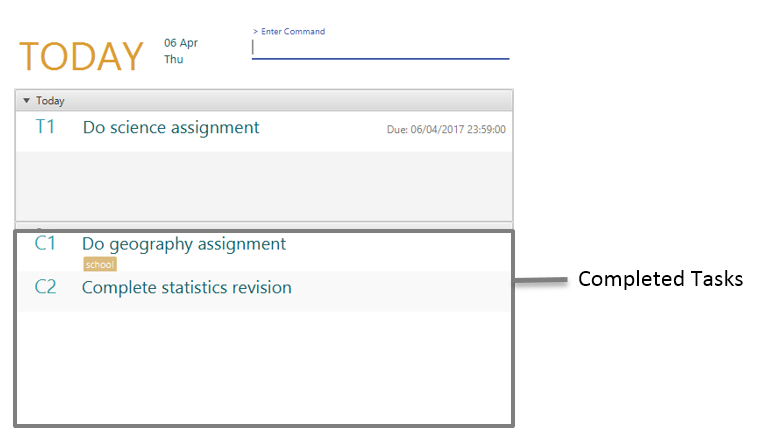 TODAY
06 Apr
Thu
> Enter Command
Today
T1 Do science assignment Due: 06/04/2017 23:59:00
C1 Do geography assignment
school
C2 Complete statistics revision
Completed Tasks